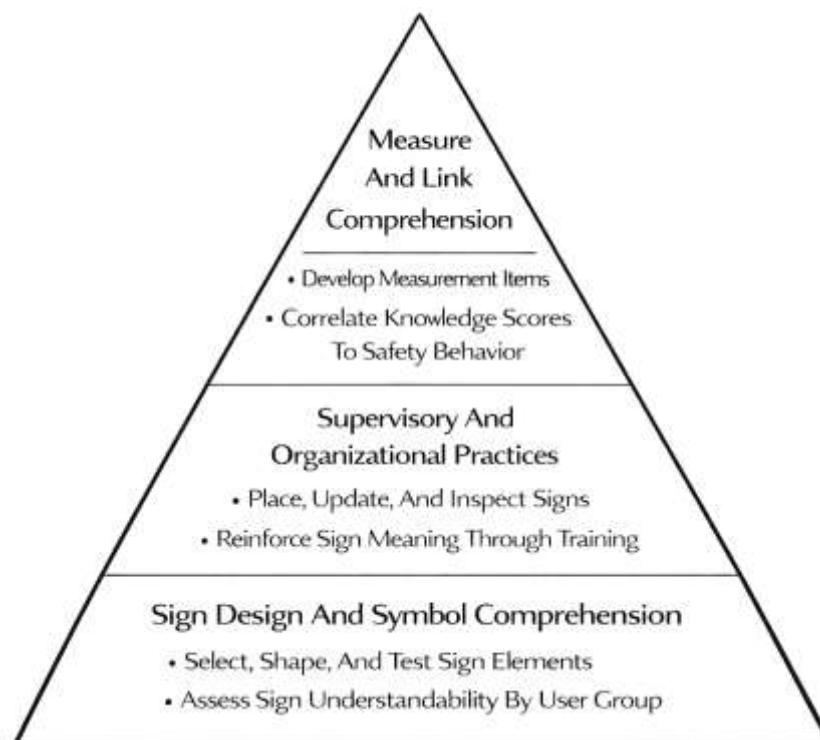 Measure
And Link
Comprehension
• Develop Measurement Items
• Correlate Knowledge Scores
To Safety Behavior
Supervisory And
Organizational Practices
• Place, Update, And Inspect Signs
• Reinforce Sign Meaning Through Training
Sign Design And Symbol Comprehension
• Select, Shape, And Test Sign Elements
• Assess Sign Understandability By User Group